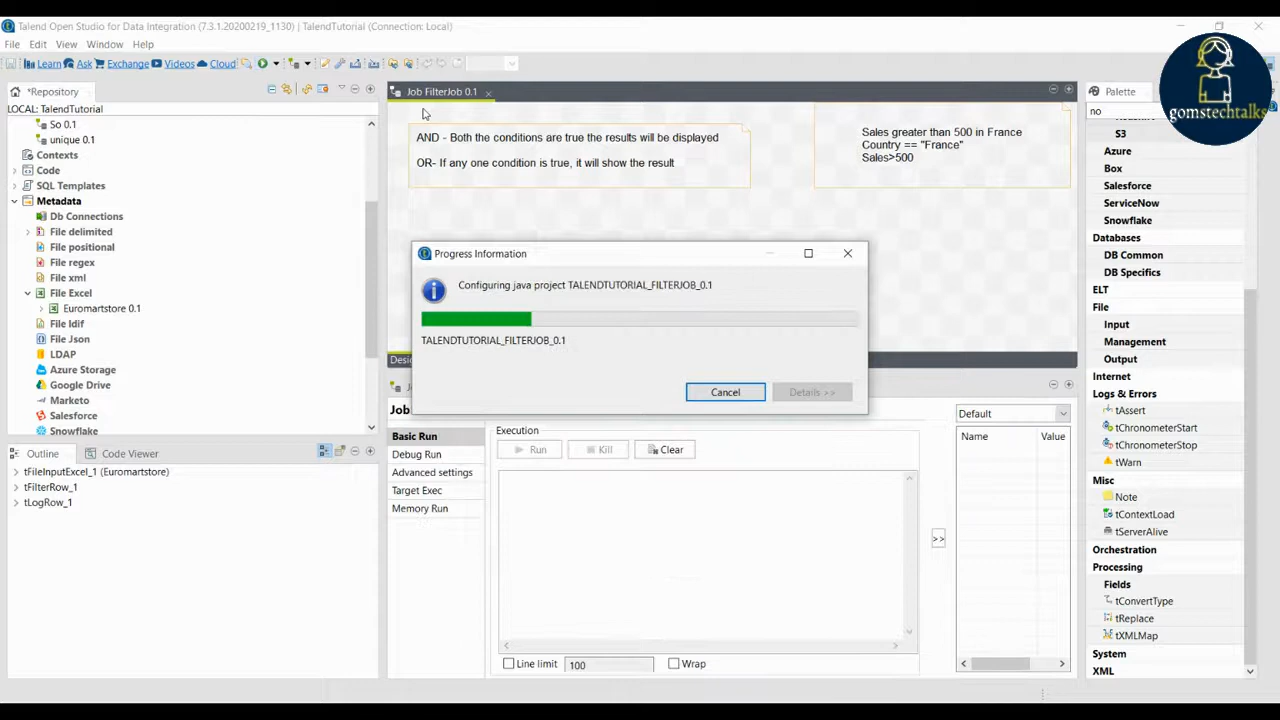 Talend Open Studio for Data Integration (7.3.1.20200219_1130) | TalendTutorial (Connection: Local)
File Edit View Window Help
Learn Ask Exchange Videos Cloud
gomstechtalks
*Repository
LOCAL: TalendTutorial
So 0.1
unique 0.1
Contexts
Code
SQL Templates
Metadata
Db Connections
File delimited
File positional
File regex
File xml
File Excel
Euromartstore 0.1
File ldif
File Json
LDAP
Azure Storage
Google Drive
Marketo
Salesforce
Snowflake
Outline Code Viewer
tFileInputExcel_1 (Euromartstore)
tFilterRow_1
tLogRow_1
Job FilterJob 0.1
AND - Both the conditions are true the results will be displayed
OR- If any one condition is true, it will show the result
Sales greater than 500 in France
Country == "France"
Sales>500
Progress Information
Configuring java project TALENDTUTORIAL_FILTERJOB_0.1
TALENDTUTORIAL_FILTERJOB_0.1
Cancel Details >>
Job
Basic Run
Debug Run
Advanced settings
Target Exec
Memory Run
Execution
Run Kill Clear
Line limit 100 Wrap
>>
Default
Name Value
Palette
no
S3
Azure
Box
Salesforce
ServiceNow
Snowflake
Databases
DB Common
DB Specifics
ELT
File
Input
Management
Output
Internet
Logs & Errors
tAssert
tChronometerStart
tChronometerStop
tWarn
Misc
Note
tContextLoad
tServerAlive
Orchestration
Processing
Fields
tConvertType
tReplace
tXMLMap
System
XML